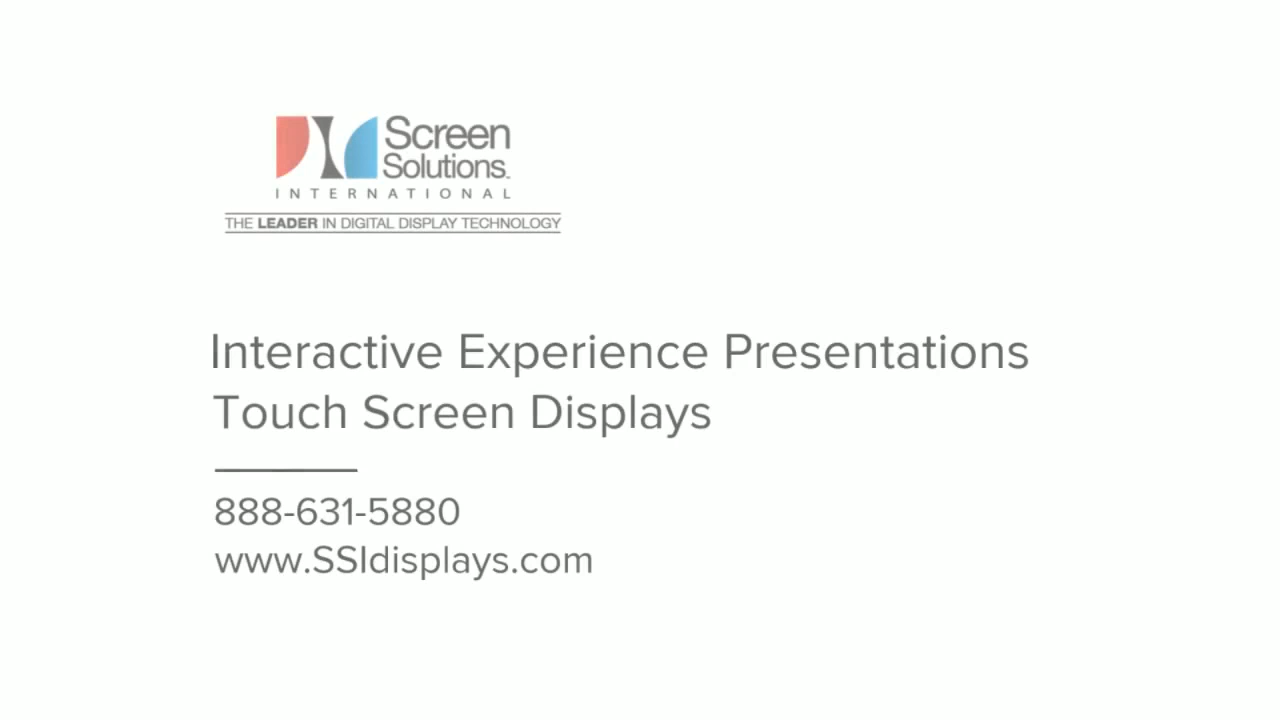 Screen
Solutions™
INTERNATIONAL
THE LEADER IN DIGITAL DISPLAY TECHNOLOGY
Interactive Experience Presentations
Touch Screen Displays
888-631-5880
www.SSIdisplays.com